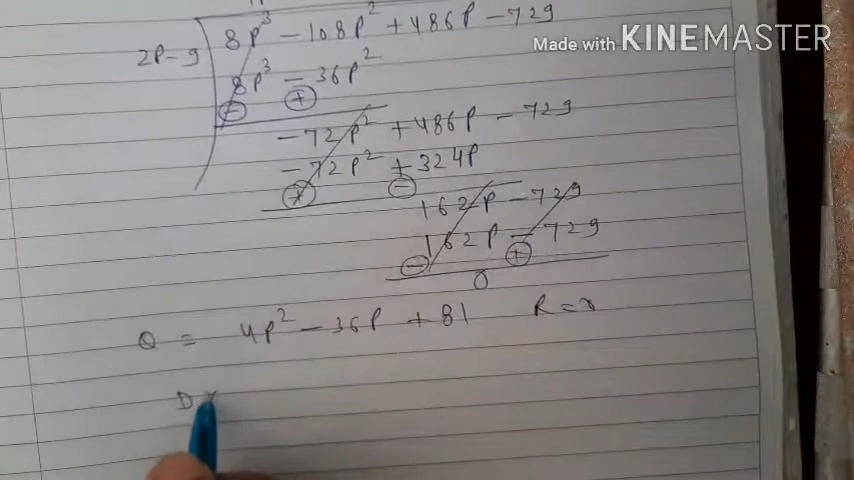 8p³ - 108p² + 486p - 729
Made with KINEMASTER
2p-9
8p³ - 36p²
- 72p² + 486p - 729
- 72p² + 324p
162p - 729
162p - 729
0
Q = 4p² - 36p + 81
D x